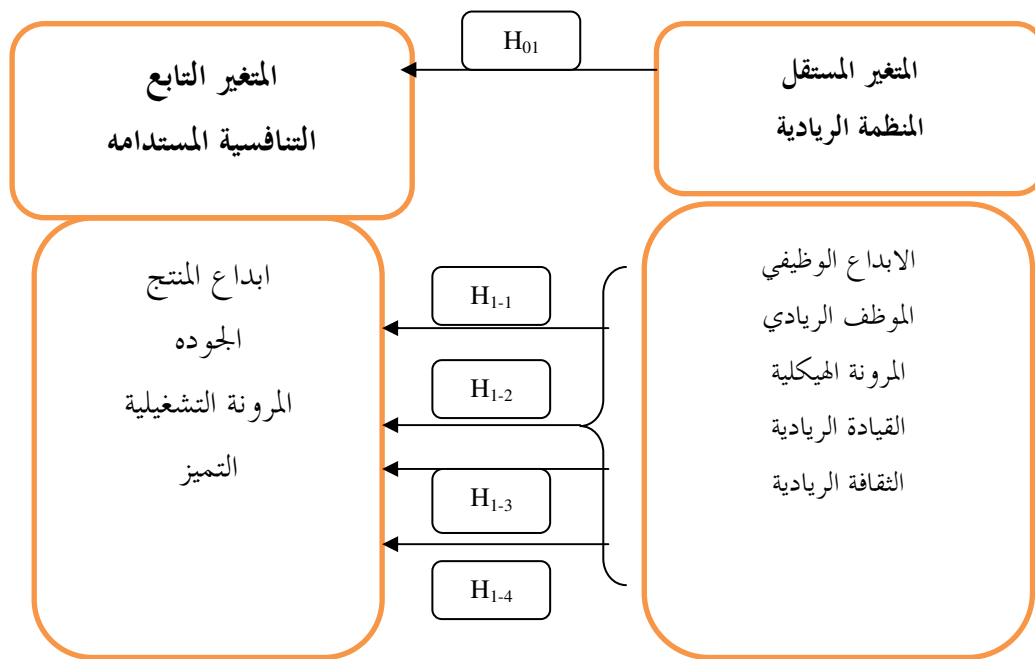 المتغير المستقل
المنظمة الريادية
H01
المتغير التابع
التنافسية المستدامه
الابداع الوظيفي
الموظف الريادي
المرونة الهيكلية
القيادة الريادية
الثقافة الريادية
H1-1
H1-2
H1-3
H1-4
ابداع المنتج
الجوده
المرونة التشغيلية
التميز